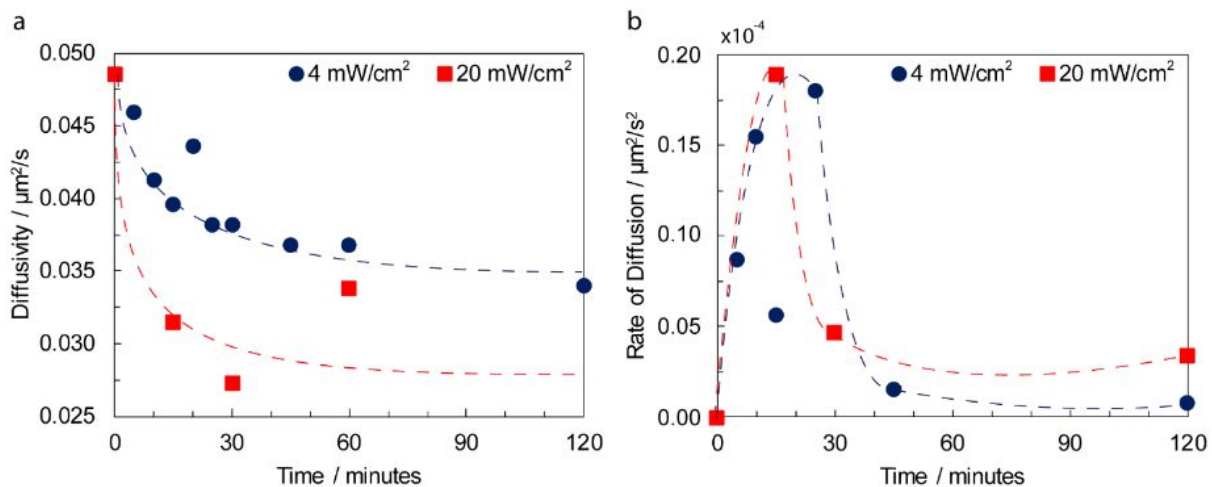 a
0.050
0.045
0.040
0.035
0.030
0.025
Diffusivity / µm²/s
4 mW/cm²
20 mW/cm²
0
30
60
90
120
Time / minutes
b
x10⁻⁴
0.20
0.15
0.10
0.05
0.00
Rate of Diffusion / µm²/s²
4 mW/cm²
20 mW/cm²
0
30
60
90
120
Time / minutes